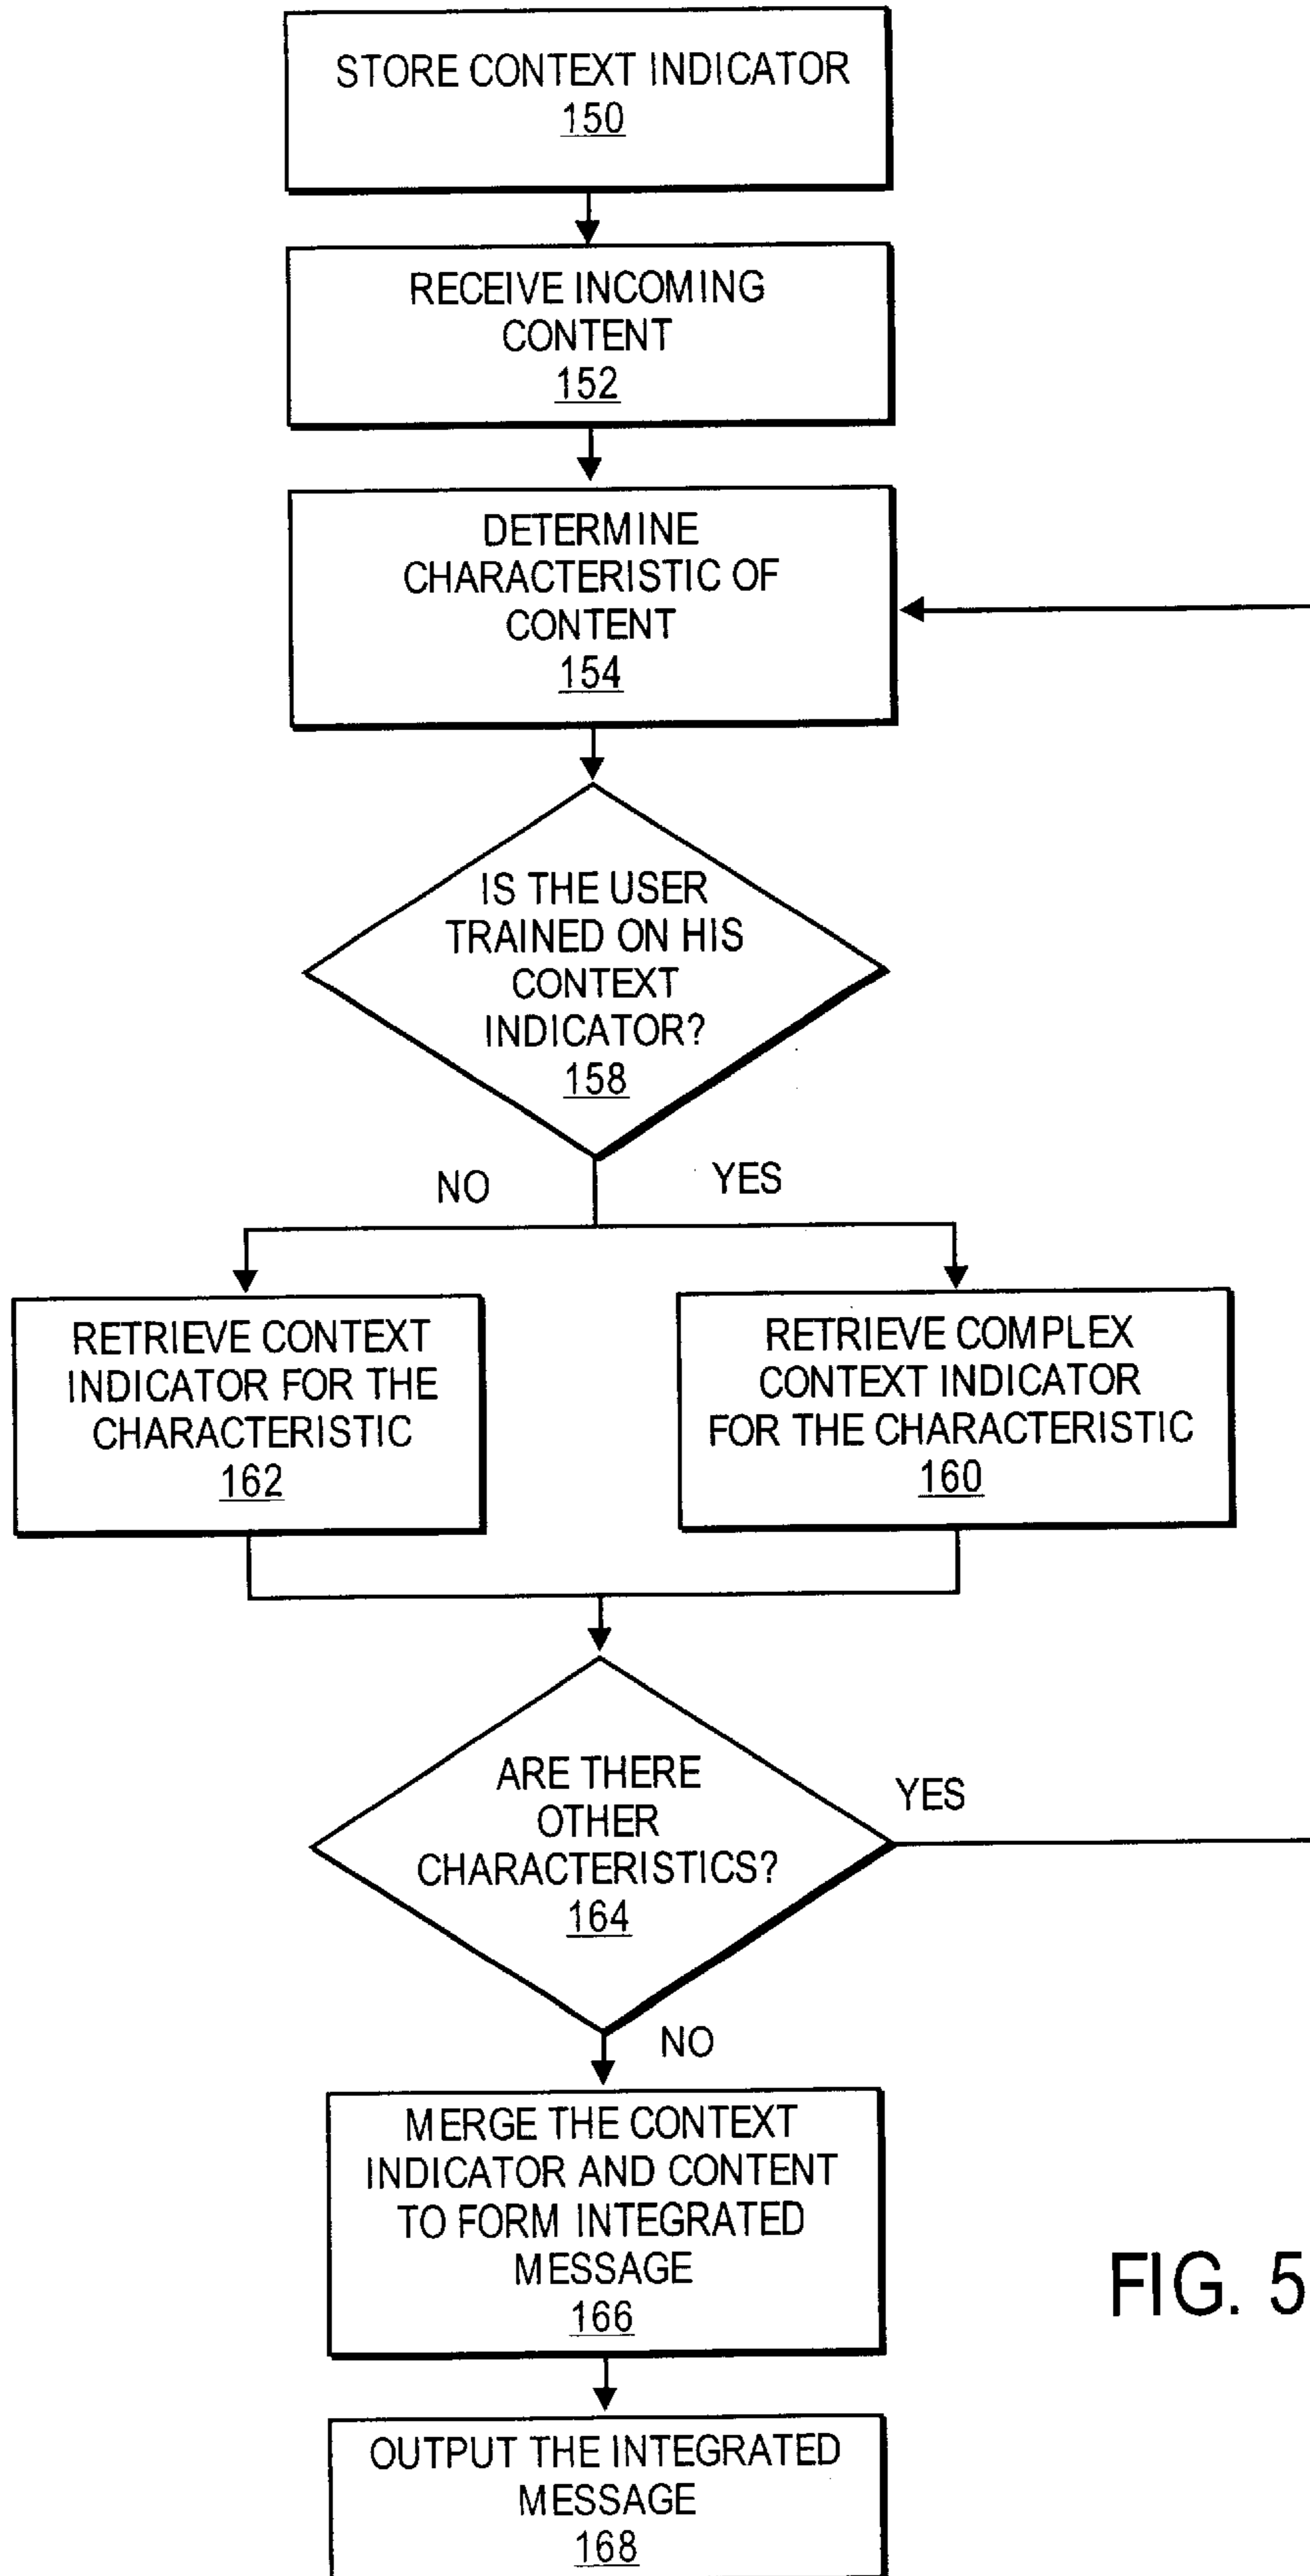 STORE CONTEXT INDICATOR
150
RECEIVE INCOMING
CONTENT
152
DETERMINE
CHARACTERISTIC OF
CONTENT
154
IS THE USER
TRAINED ON HIS
CONTEXT
INDICATOR?
158
NO
YES
RETRIEVE CONTEXT
INDICATOR FOR THE
CHARACTERISTIC
162
RETRIEVE COMPLEX
CONTEXT INDICATOR
FOR THE CHARACTERISTIC
160
ARE THERE
OTHER
CHARACTERISTICS?
164
YES
NO
MERGE THE CONTEXT
INDICATOR AND CONTENT
TO FORM INTEGRATED
MESSAGE
166
FIG. 5
OUTPUT THE INTEGRATED
MESSAGE
168